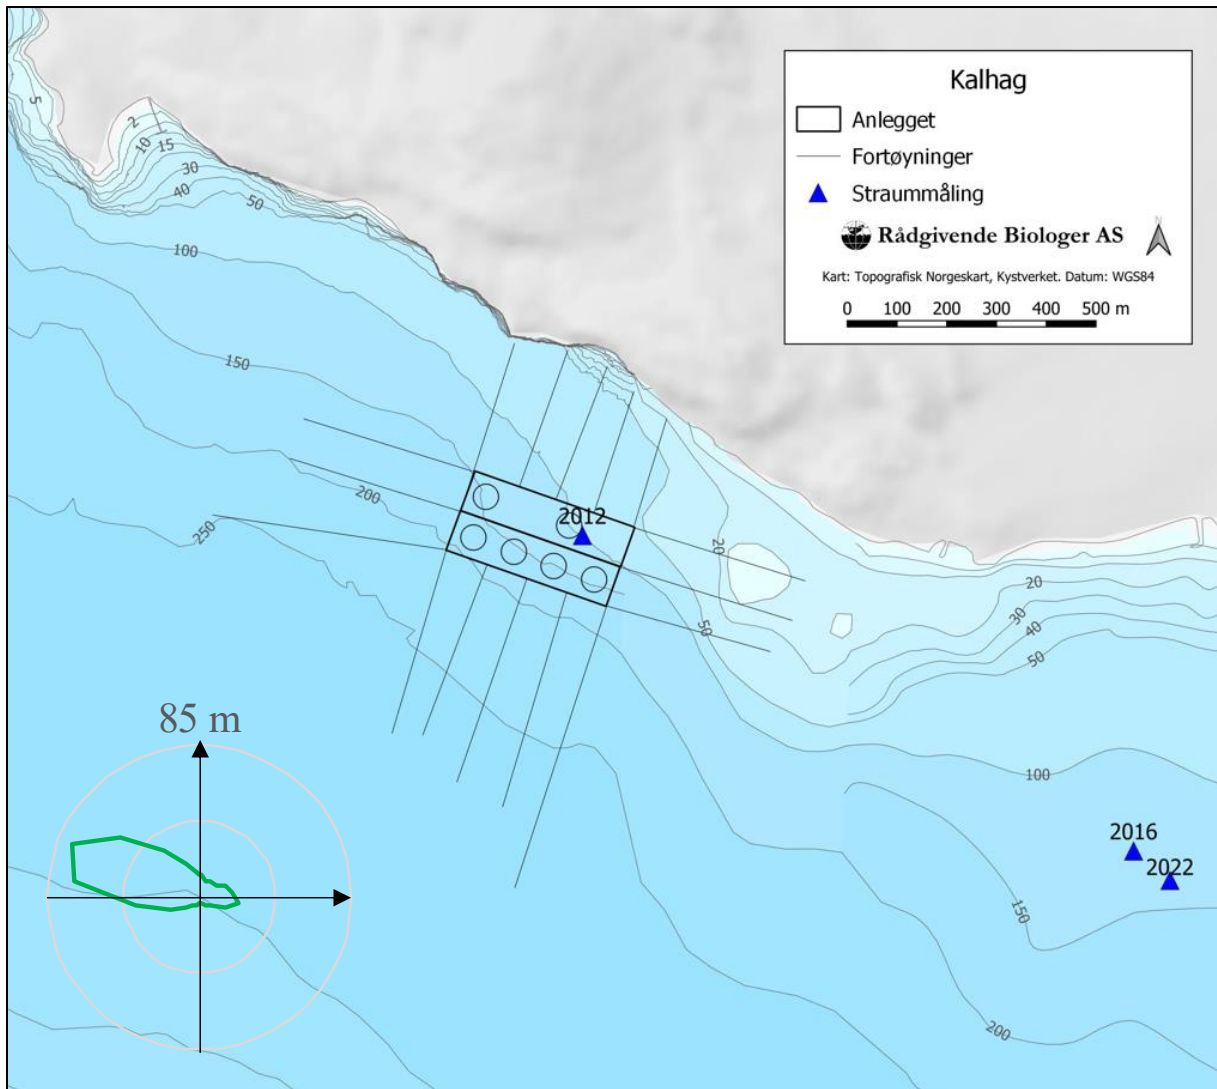 Kalhag
Anlegget
Fortøyninger
Straummåling
Rådgivende Biologer AS
N
Kart: Topografisk Norgeskart, Kystverket. Datum: WGS84
0 100 200 300 400 500 m
5
2
10
15
30
40
50
100
150
200
250
2012
20
50
20
30
40
50
100
85 m
2016
2022
150
200